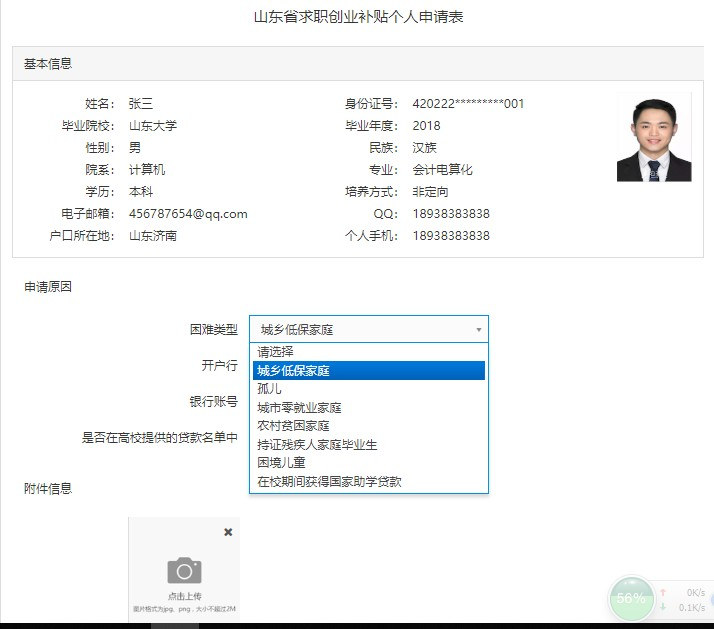 山东省求职创业补贴个人申请表
基本信息
姓名： 张三 身份证号： 420222*********001
毕业院校： 山东大学 毕业年度： 2018
性别： 男 民族： 汉族
院系： 计算机 专业： 会计电算化
学历： 本科 培养方式： 非定向
电子邮箱： 456787654@qq.com QQ： 18938383838
户口所在地： 山东济南 个人手机： 18938383838
申请原因
困难类型 城乡低保家庭
请选择
开户行 城乡低保家庭
孤儿
银行账号 城市零就业家庭
农村贫困家庭
是否在高校提供的贷款名单中 持证残疾人家庭毕业生
困境儿童
在校期间获得国家助学贷款
附件信息
点击上传
图片格式为jpg，png，大小不超过2M
56% 0K/s
0.1K/s